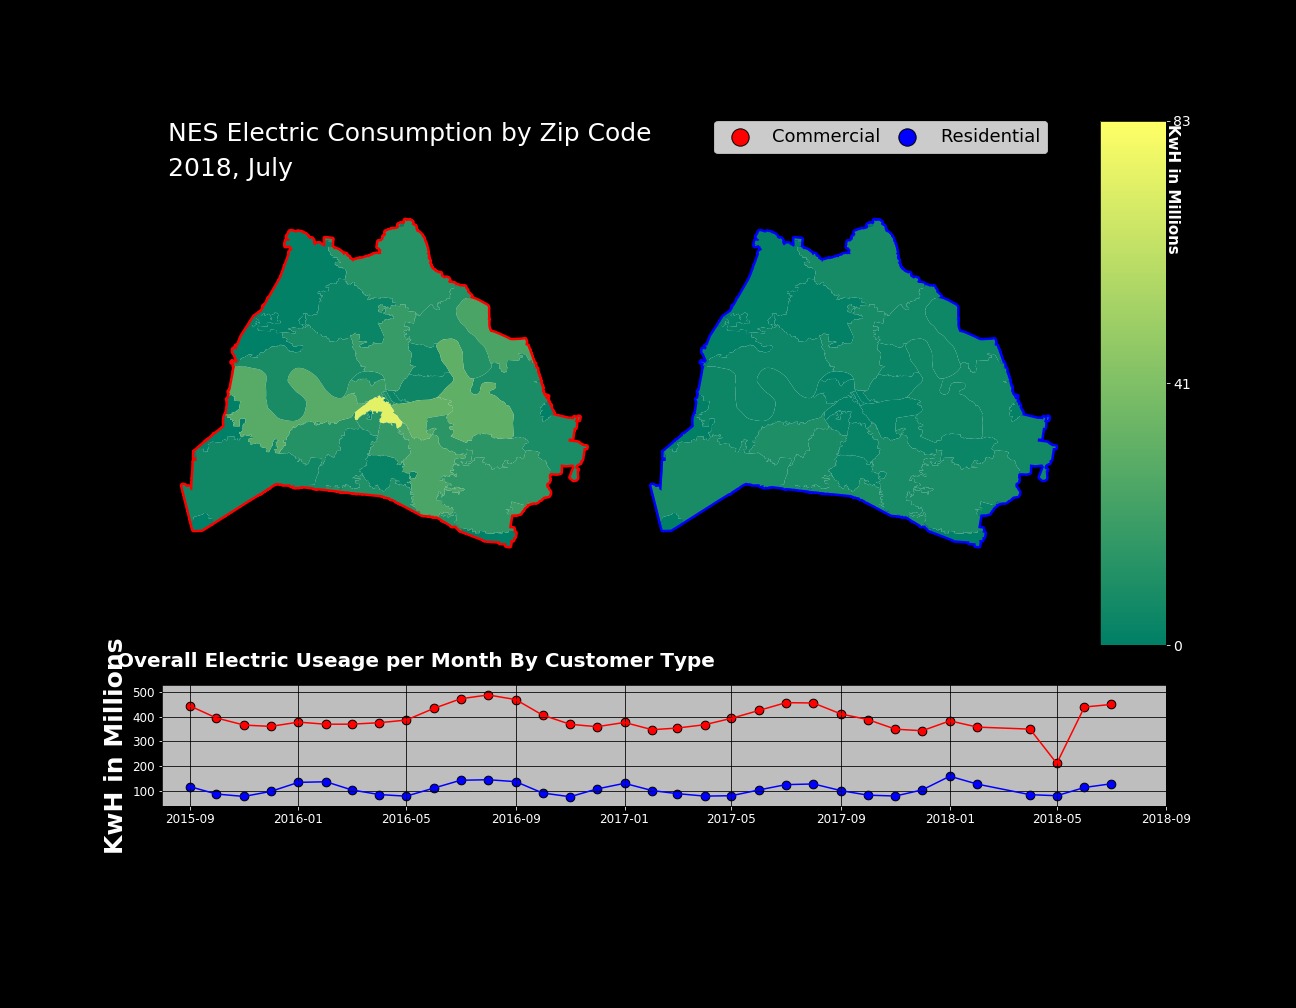 NES Electric Consumption by Zip Code
2018, July
Commercial
Residential
83
41
0
KwH in Millions
Overall Electric Useage per Month By Customer Type
KwH in Millions
500
400
300
200
100
2015-09
2016-01
2016-05
2016-09
2017-01
2017-05
2017-09
2018-01
2018-05
2018-09